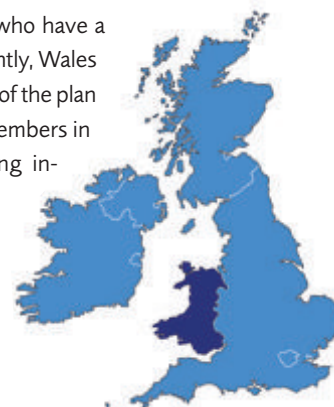 who have a
ntly, Wales
of the plan
embers in
ng in-